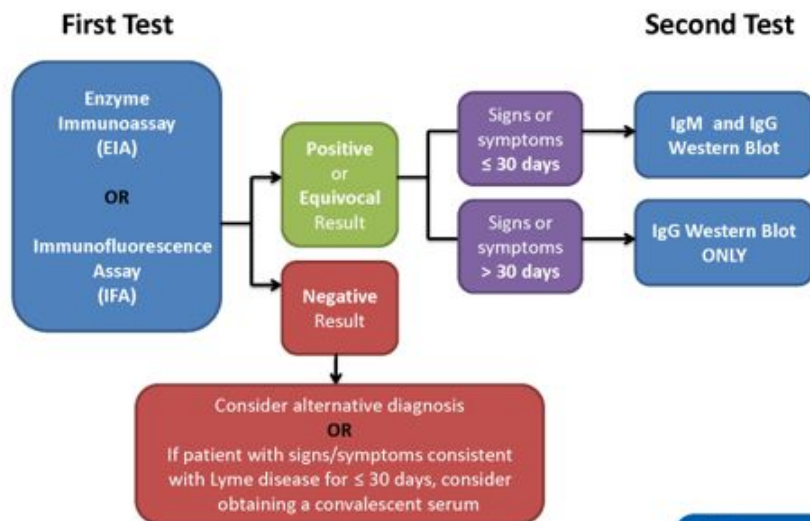 First Test
Second Test
Enzyme
Immunoassay
(EIA)
OR
Immunofluorescence
Assay
(IFA)
Positive
or
Equivocal
Result
Negative
Result
Signs or
symptoms
≤ 30 days
Signs or
symptoms
> 30 days
IgM and IgG
Western Blot
IgG Western Blot
ONLY
Consider alternative diagnosis
OR
If patient with signs/symptoms consistent
with Lyme disease for ≤ 30 days, consider
obtaining a convalescent serum